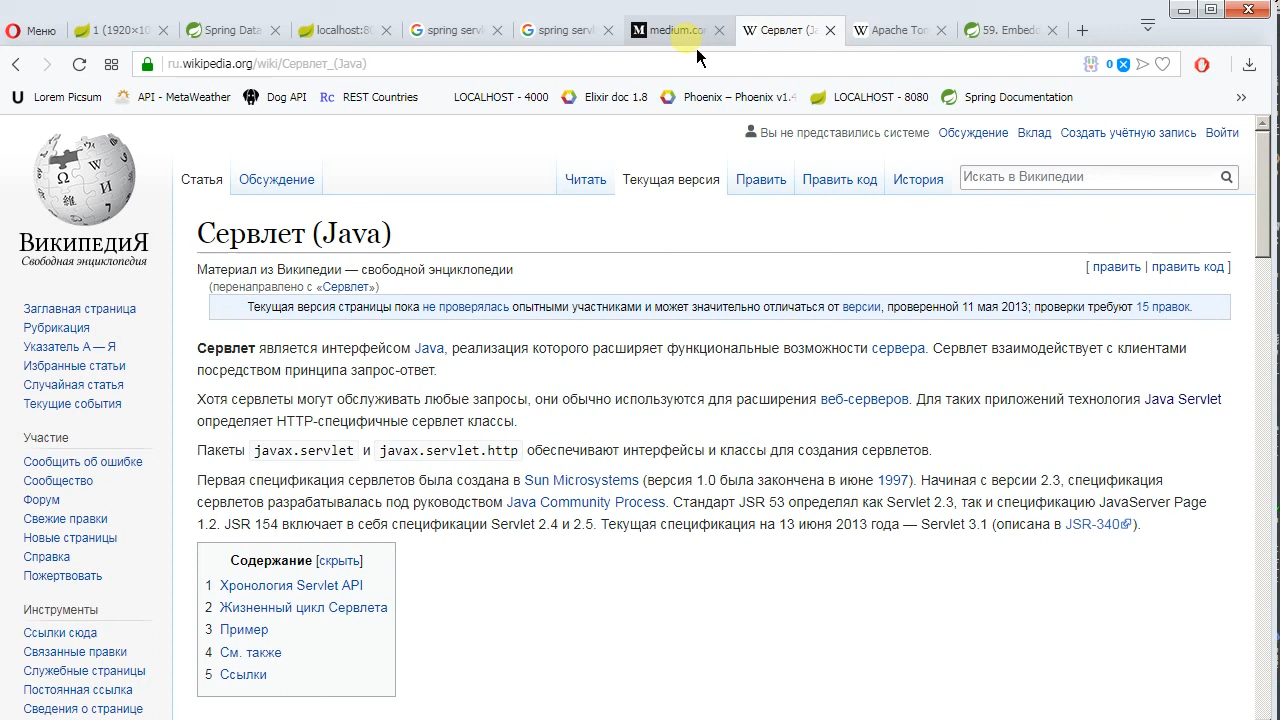 Меню
1 (1920×10
Spring Data
localhost:80
spring servl
spring servl
medium.co
Сервлет (Ja
Apache Tom
59. Embedd
ru.wikipedia.org/wiki/Сервлет_(Java)
0
Lorem Picsum
API - MetaWeather
Dog API
Rc REST Countries
LOCALHOST - 4000
Elixir doc 1.8
Phoenix – Phoenix v1.4
LOCALHOST - 8080
Spring Documentation
Вы не представились системе Обсуждение Вклад Создать учётную запись Войти
Статья Обсуждение Читать Текущая версия Править Править код История Искать в Википедии
ВикипедиЯ
Свободная энциклопедия
Заглавная страница
Рубрикация
Указатель А — Я
Избранные статьи
Случайная статья
Текущие события
Участие
Сообщить об ошибке
Сообщество
Форум
Свежие правки
Новые страницы
Справка
Пожертвовать
Инструменты
Ссылки сюда
Связанные правки
Служебные страницы
Постоянная ссылка
Сведения о странице
Сервлет (Java)
Материал из Википедии — свободной энциклопедии
[ править | править код ]
(перенаправлено с «Сервлет»)
Текущая версия страницы пока не проверялась опытными участниками и может значительно отличаться от версии, проверенной 11 мая 2013; проверки требуют 15 правок.
Сервлет является интерфейсом Java, реализация которого расширяет функциональные возможности сервера. Сервлет взаимодействует с клиентами
посредством принципа запрос-ответ.
Хотя сервлеты могут обслуживать любые запросы, они обычно используются для расширения веб-серверов. Для таких приложений технология Java Servlet
определяет HTTP-специфичные сервлет классы.
Пакеты javax.servlet и javax.servlet.http обеспечивают интерфейсы и классы для создания сервлетов.
Первая спецификация сервлетов была создана в Sun Microsystems (версия 1.0 была закончена в июне 1997). Начиная с версии 2.3, спецификация
сервлетов разрабатывалась под руководством Java Community Process. Стандарт JSR 53 определял как Servlet 2.3, так и спецификацию JavaServer Page
1.2. JSR 154 включает в себя спецификации Servlet 2.4 и 2.5. Текущая спецификация на 13 июня 2013 года — Servlet 3.1 (описана в JSR-340).
Содержание [скрыть]
1 Хронология Servlet API
2 Жизненный цикл Сервлета
3 Пример
4 См. также
5 Ссылки